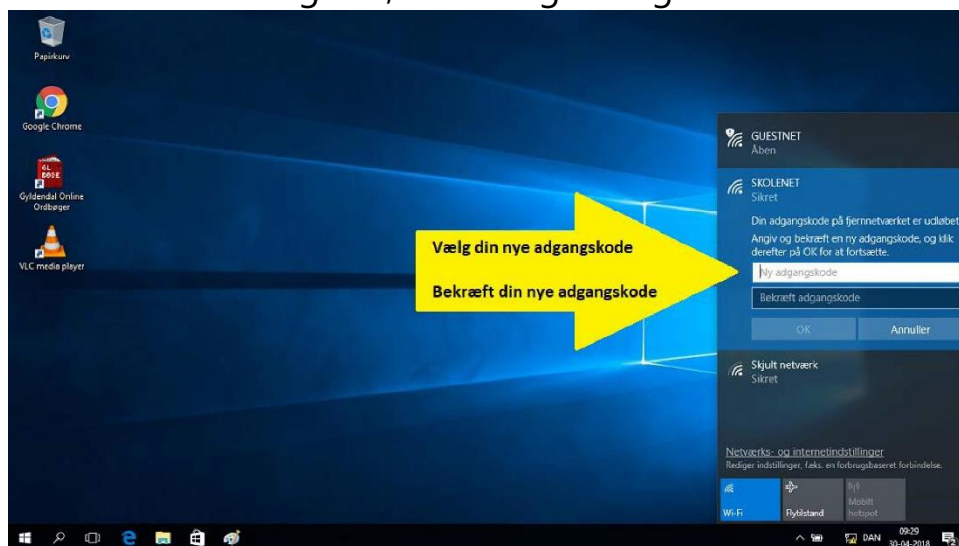 Papirkurv
Google Chrome
GL
Gyldendal Online
Ordbøger
VLC media player
Vælg din nye adgangskode
Bekræft din nye adgangskode
GUESTNET
Åben
SKOLENET
Sikret
Din adgangskode på fjernnetværket er udløbet
Angiv og bekræft en ny adgangskode, og klik
derefter på OK for at fortsætte.
Ny adgangskode
Bekræft adgangskode
OK Annuller
Skjult netværk
Sikret
Netværks- og internetindstillinger
Rediger indstillinger, f.eks. en forbrugsbaseret forbindelse.
Wi-Fi
Flytilstand
Mobilt
hotspot
DAN
09:29
30-04-2018
2